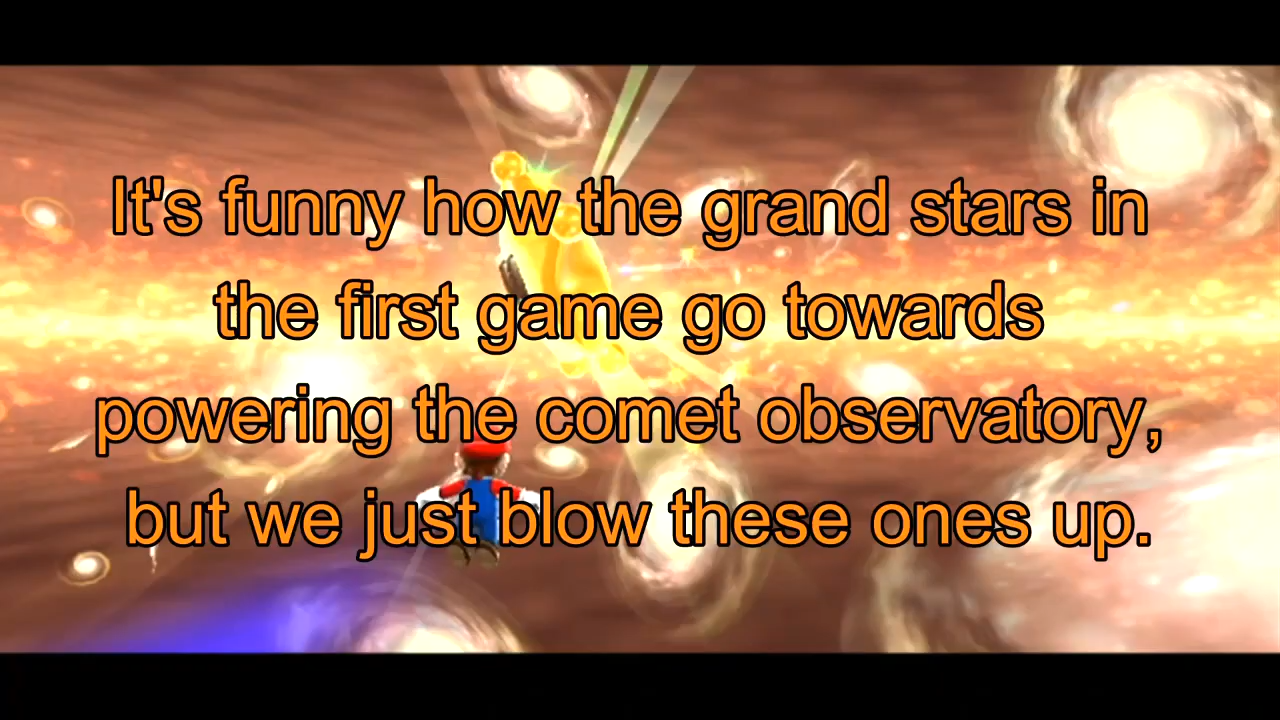 It's funny how the grand stars in
the first game go towards
powering the comet observatory,
but we just blow these ones up.